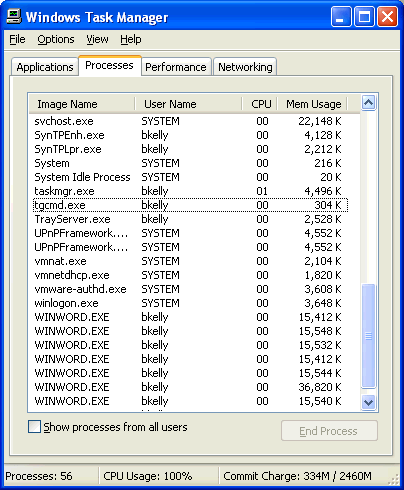 Windows Task Manager
File Options View Help
Applications Processes Performance Networking
Image Name User Name CPU Mem Usage
svchost.exe SYSTEM 00 22,148 K
SynTPEnh.exe bkelly 00 4,128 K
SynTPLpr.exe bkelly 00 2,212 K
System SYSTEM 00 216 K
System Idle Process SYSTEM 00 20 K
taskmgr.exe bkelly 01 4,496 K
tgcmd.exe bkelly 00 304 K
TrayServer.exe bkelly 00 2,528 K
UPnPFramework.... SYSTEM 00 4,552 K
UPnPFramework.... SYSTEM 00 4,552 K
vmnat.exe SYSTEM 00 2,104 K
vmnetdhcp.exe SYSTEM 00 1,820 K
vmware-authd.exe SYSTEM 00 3,608 K
winlogon.exe SYSTEM 00 3,648 K
WINWORD.EXE bkelly 00 15,412 K
WINWORD.EXE bkelly 00 15,548 K
WINWORD.EXE bkelly 00 15,532 K
WINWORD.EXE bkelly 00 15,412 K
WINWORD.EXE bkelly 00 15,544 K
WINWORD.EXE bkelly 00 36,820 K
WINWORD.EXE bkelly 00 15,540 K
Show processes from all users
End Process
Processes: 56 CPU Usage: 100% Commit Charge: 334M / 2460M